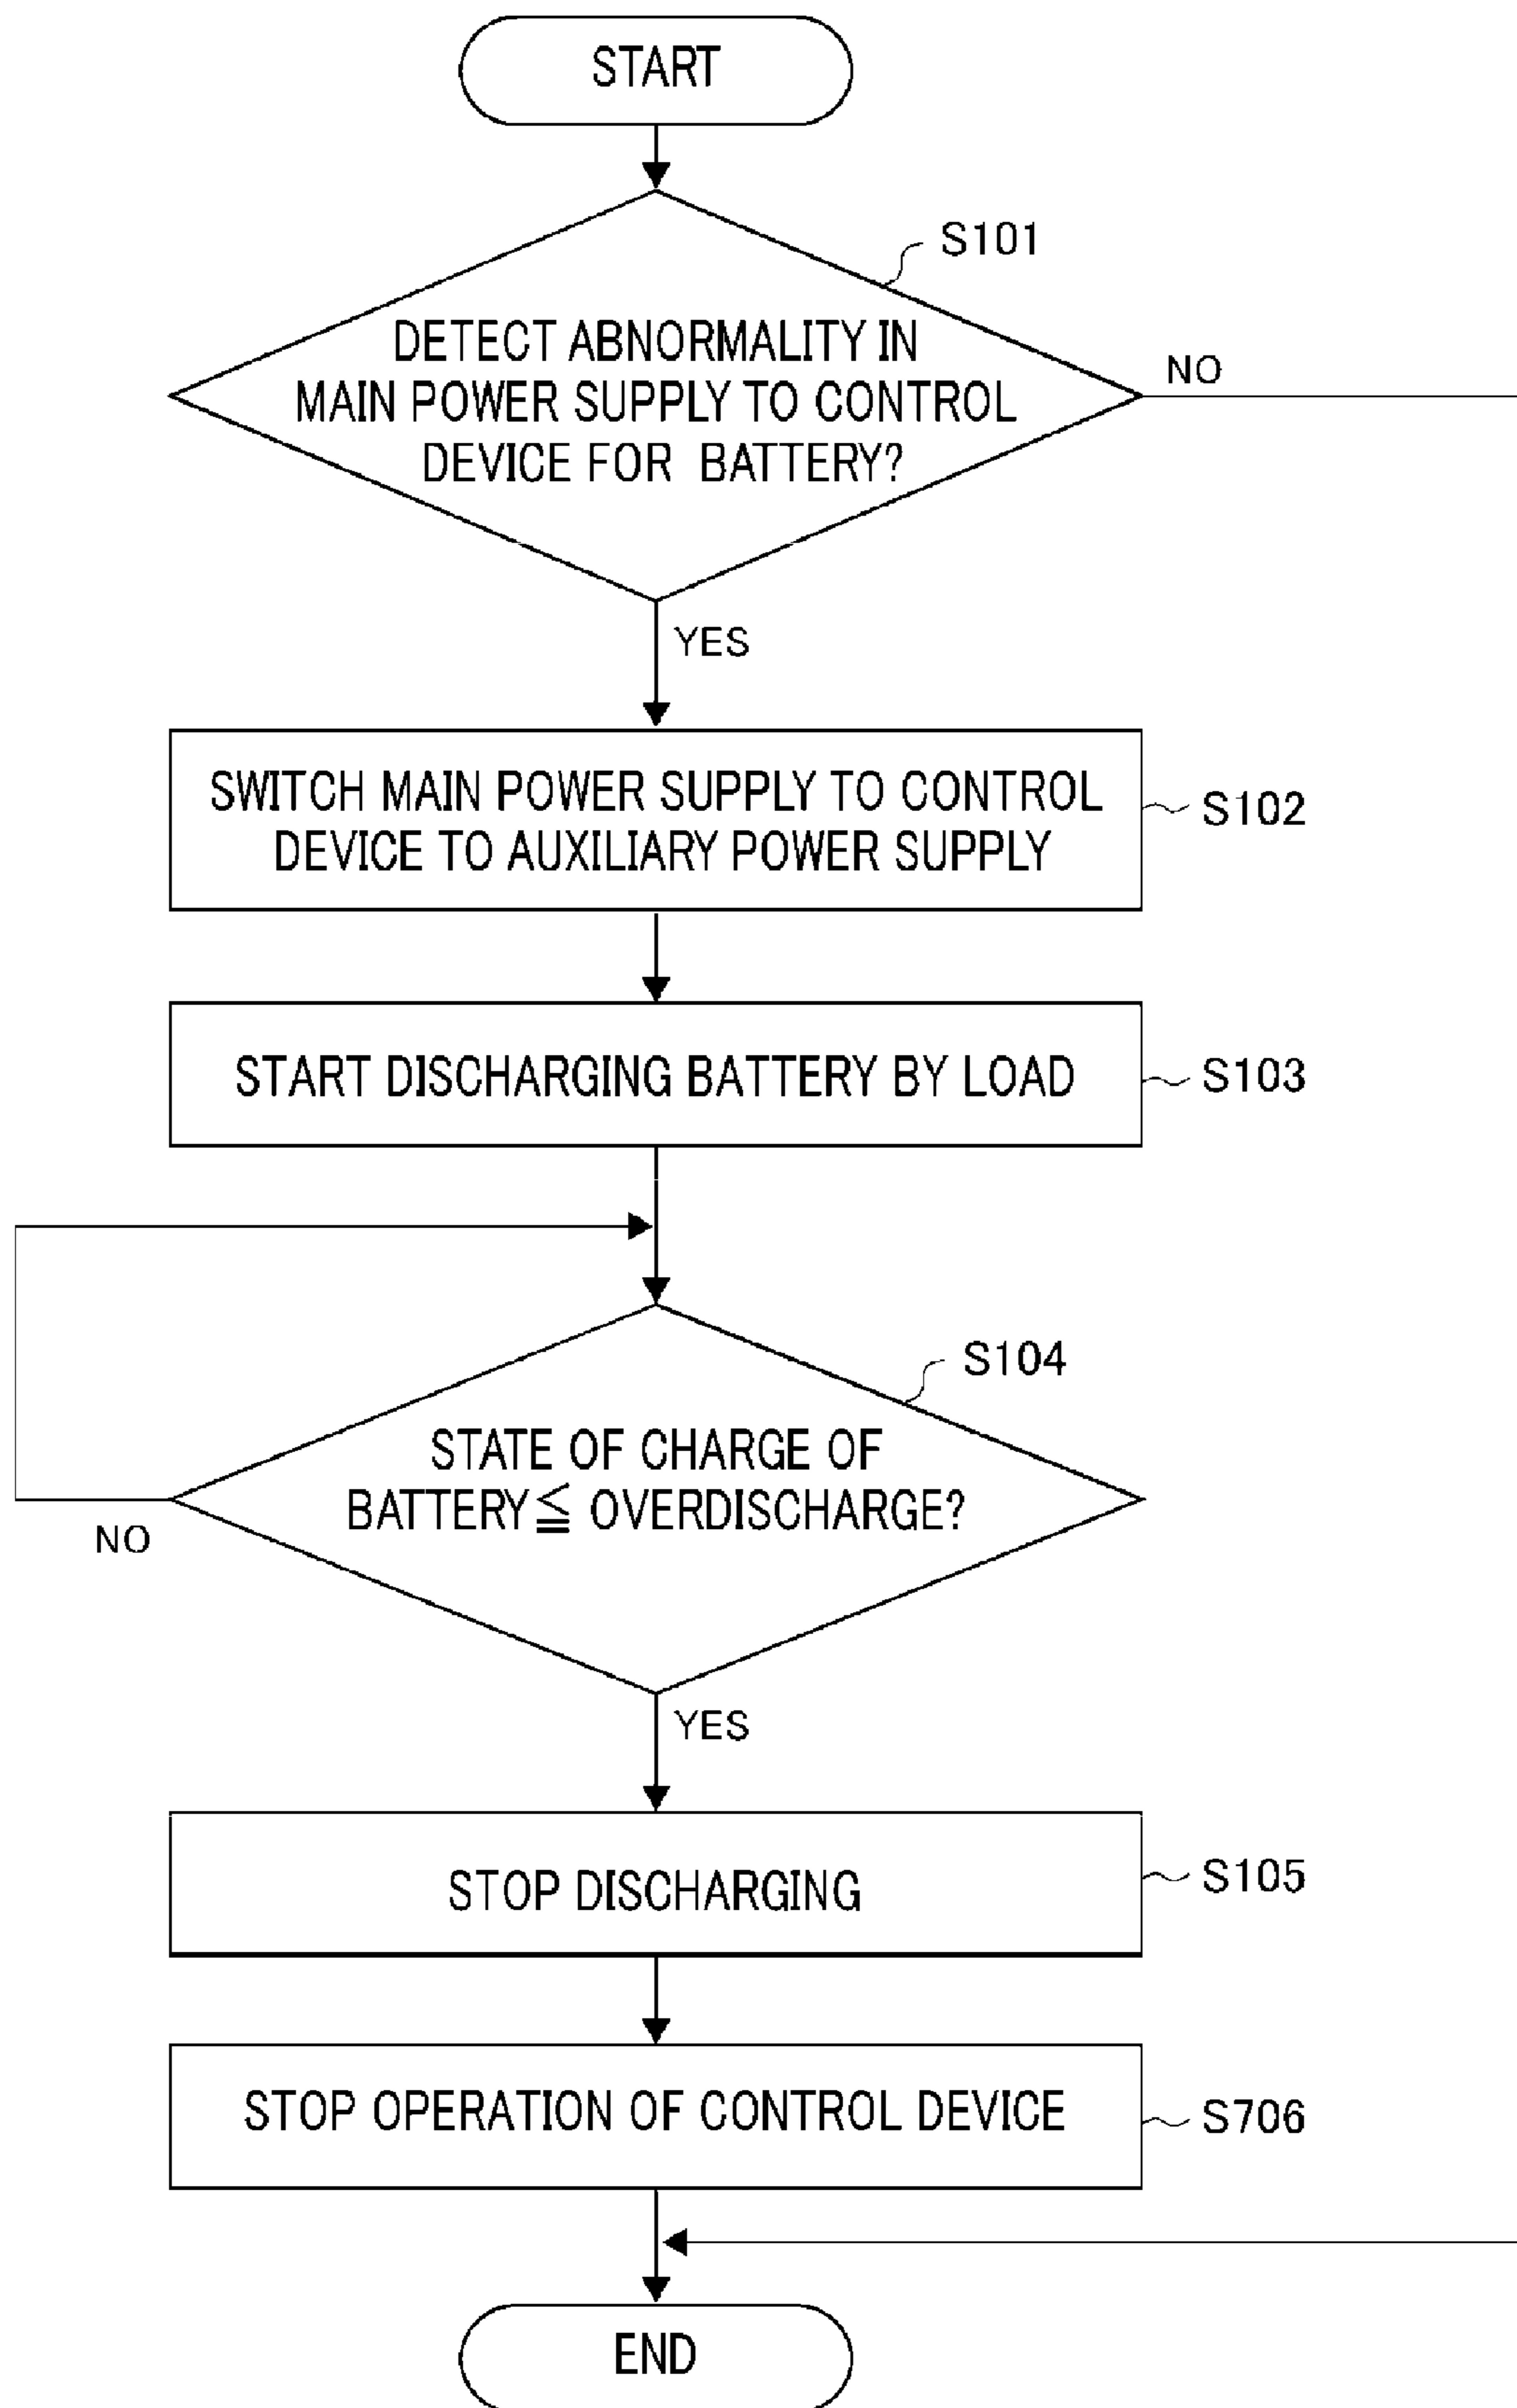 START
S101
DETECT ABNORMALITY IN
MAIN POWER SUPPLY TO CONTROL
DEVICE FOR BATTERY?
NO
YES
SWITCH MAIN POWER SUPPLY TO CONTROL
DEVICE TO AUXILIARY POWER SUPPLY
S102
START DISCHARGING BATTERY BY LOAD
S103
S104
STATE OF CHARGE OF
BATTERY≦ OVERDISCHARGE?
NO
YES
STOP DISCHARGING
S105
STOP OPERATION OF CONTROL DEVICE
S706
END